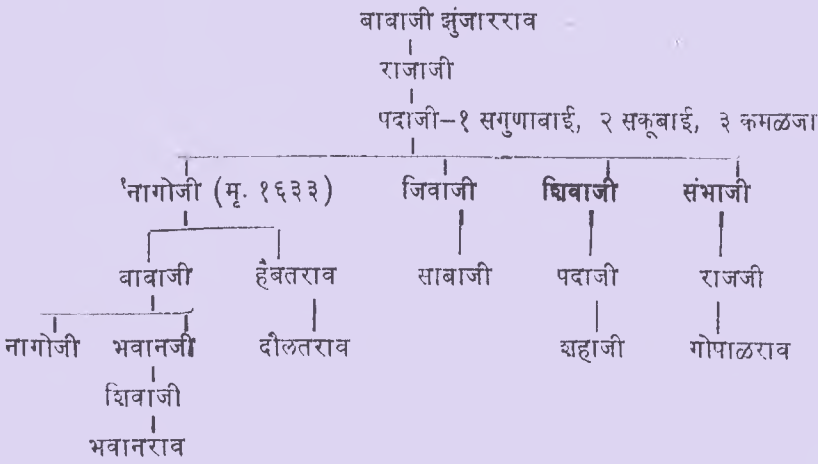 बाबाजी झुंजारराव
राजाजी
पदाजी–१ सगुणाबाई, २ सकूबाई, ३ कमळजा
नागोजी (मृ. १६३३) जिवाजी शिवाजी संभाजी
बाबाजी हैबतराव साबाजी पदाजी राजजी
नागोजी भवानजी दौलतराव शहाजी गोपाळराव
शिवाजी
भवानराव